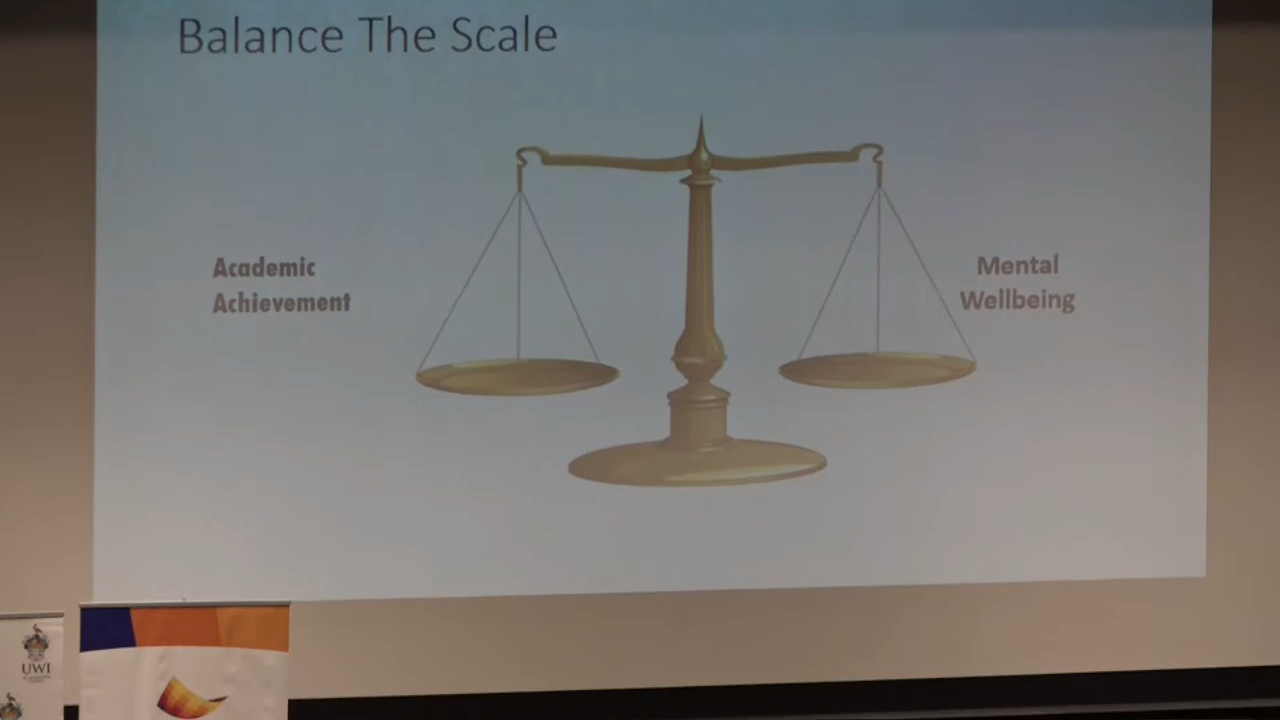 Balance The Scale
Academic
Achievement
Mental
Wellbeing
UWI